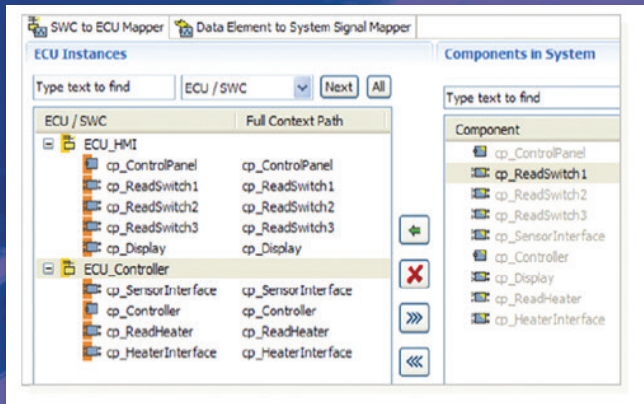 SWC to ECU Mapper Data Element to System Signal Mapper
ECU Instances
Type text to find ECU / SWC Next All
ECU / SWC Full Context Path
ECU_HMI
cp_ControlPanel cp_ControlPanel
cp_ReadSwitch1 cp_ReadSwitch1
cp_ReadSwitch2 cp_ReadSwitch2
cp_ReadSwitch3 cp_ReadSwitch3
cp_Display cp_Display
ECU_Controller
cp_SensorInterface cp_SensorInterface
cp_Controller cp_Controller
cp_ReadHeater cp_ReadHeater
cp_HeaterInterface cp_HeaterInterface
Components in System
Type text to find
Component
cp_ControlPanel
cp_ReadSwitch1
cp_ReadSwitch2
cp_ReadSwitch3
cp_SensorInterface
cp_Controller
cp_Display
cp_ReadHeater
cp_HeaterInterface